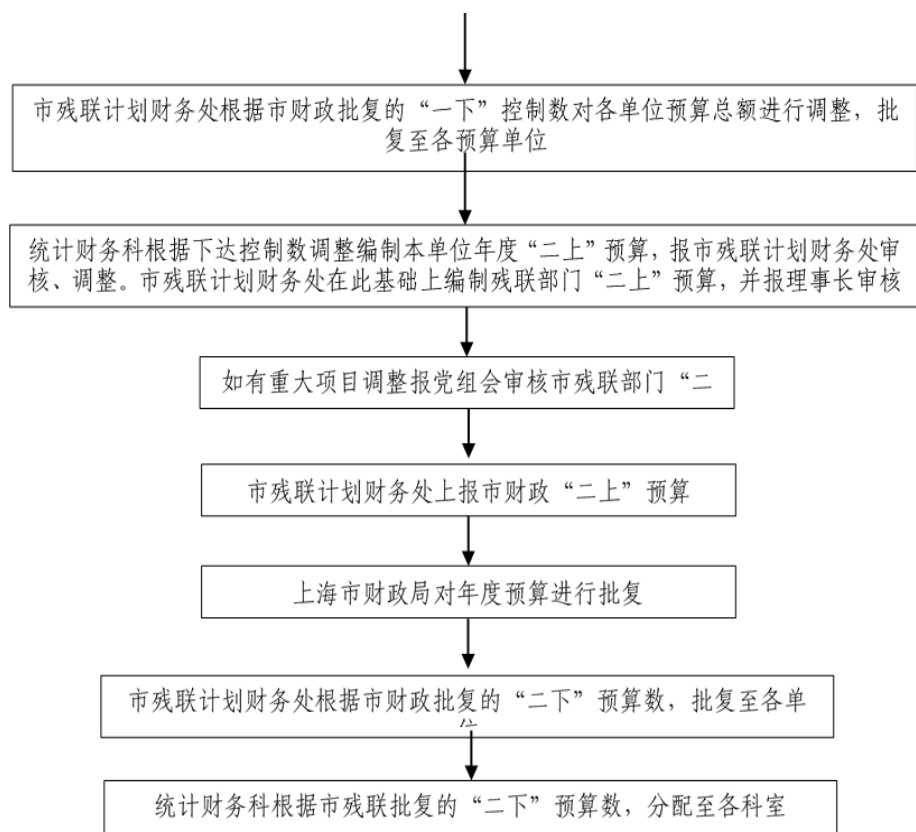 市残联计划财务处根据市财政批复的“一下”控制数对各单位预算总额进行调整，批
复至各预算单位
统计财务科根据下达控制数调整编制本单位年度“二上”预算，报市残联计划财务处审
核、调整。市残联计划财务处在此基础上编制残联部门“二上”预算，并报理事长审核
如有重大项目调整报党组会审核市残联部门“二
市残联计划财务处上报市财政“二上”预算
上海市财政局对年度预算进行批复
市残联计划财务处根据市财政批复的“二下”预算数，批复至各单
统计财务科根据市残联批复的“二下”预算数，分配至各科室